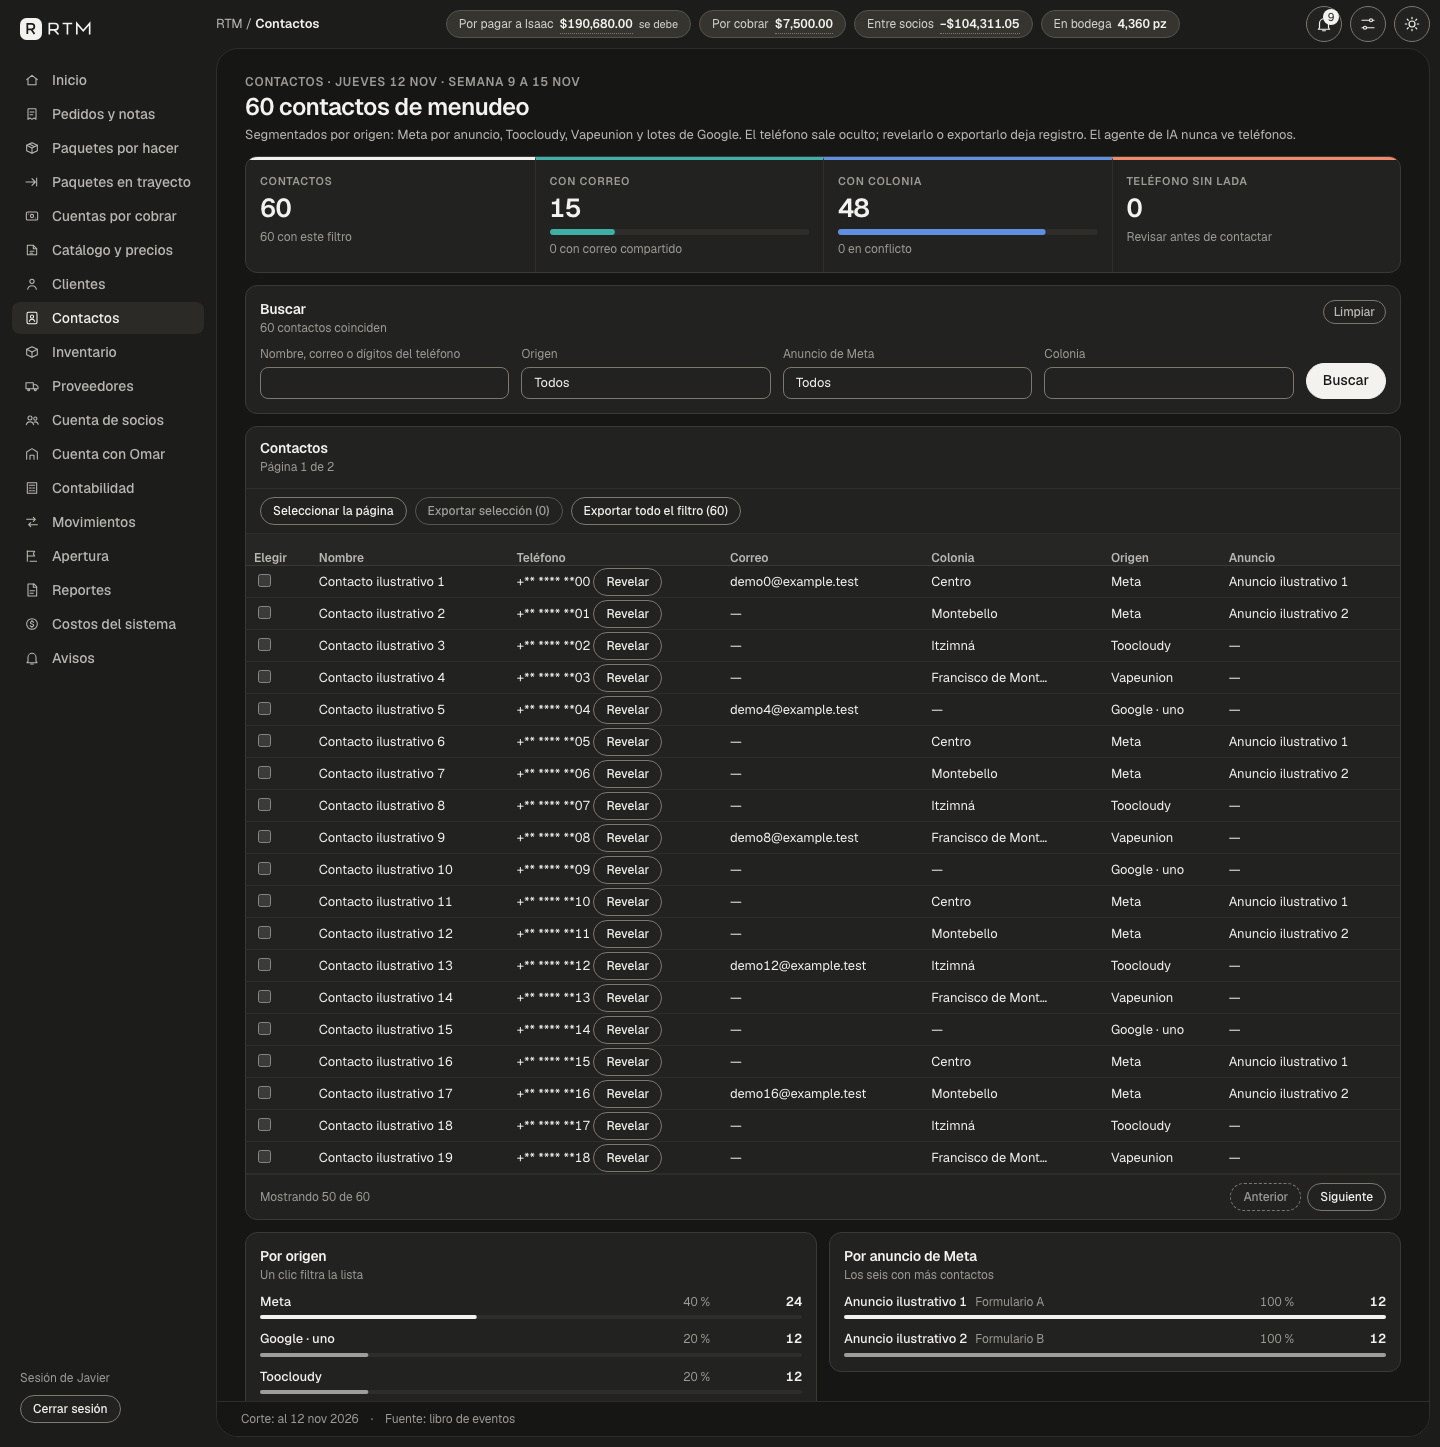 R RTM
RTM / Contactos
Por pagar a Isaac $190,680.00 se debe
Por cobrar $7,500.00
Entre socios −$104,311.05
En bodega 4,360 pz
9
Inicio
Pedidos y notas
Paquetes por hacer
Paquetes en trayecto
Cuentas por cobrar
Catálogo y precios
Clientes
Contactos
Inventario
Proveedores
Cuenta de socios
Cuenta con Omar
Contabilidad
Movimientos
Apertura
Reportes
Costos del sistema
Avisos
Sesión de Javier
Cerrar sesión
CONTACTOS · JUEVES 12 NOV · SEMANA 9 A 15 NOV
60 contactos de menudeo
Segmentados por origen: Meta por anuncio, Toocloudy, Vapeunion y lotes de Google. El teléfono sale oculto; revelarlo o exportarlo deja registro. El agente de IA nunca ve teléfonos.
CONTACTOS
60
60 con este filtro
CON CORREO
15
0 con correo compartido
CON COLONIA
48
0 en conflicto
TELÉFONO SIN LADA
0
Revisar antes de contactar
Buscar
60 contactos coinciden
Limpiar
Nombre, correo o dígitos del teléfono
Origen
Todos
Anuncio de Meta
Todos
Colonia
Buscar
Contactos
Página 1 de 2
Seleccionar la página Exportar selección (0) Exportar todo el filtro (60)
Elegir Nombre Teléfono Correo Colonia Origen Anuncio
Contacto ilustrativo 1 +** **** **00 Revelar demo0@example.test Centro Meta Anuncio ilustrativo 1
Contacto ilustrativo 2 +** **** **01 Revelar — Montebello Meta Anuncio ilustrativo 2
Contacto ilustrativo 3 +** **** **02 Revelar — Itzimná Toocloudy —
Contacto ilustrativo 4 +** **** **03 Revelar — Francisco de Mont... Vapeunion —
Contacto ilustrativo 5 +** **** **04 Revelar demo4@example.test — Google · uno —
Contacto ilustrativo 6 +** **** **05 Revelar — Centro Meta Anuncio ilustrativo 1
Contacto ilustrativo 7 +** **** **06 Revelar — Montebello Meta Anuncio ilustrativo 2
Contacto ilustrativo 8 +** **** **07 Revelar — Itzimná Toocloudy —
Contacto ilustrativo 9 +** **** **08 Revelar demo8@example.test Francisco de Mont... Vapeunion —
Contacto ilustrativo 10 +** **** **09 Revelar — — Google · uno —
Contacto ilustrativo 11 +** **** **10 Revelar — Centro Meta Anuncio ilustrativo 1
Contacto ilustrativo 12 +** **** **11 Revelar — Montebello Meta Anuncio ilustrativo 2
Contacto ilustrativo 13 +** **** **12 Revelar demo12@example.test Itzimná Toocloudy —
Contacto ilustrativo 14 +** **** **13 Revelar — Francisco de Mont... Vapeunion —
Contacto ilustrativo 15 +** **** **14 Revelar — — Google · uno —
Contacto ilustrativo 16 +** **** **15 Revelar — Centro Meta Anuncio ilustrativo 1
Contacto ilustrativo 17 +** **** **16 Revelar demo16@example.test Montebello Meta Anuncio ilustrativo 2
Contacto ilustrativo 18 +** **** **17 Revelar — Itzimná Toocloudy —
Contacto ilustrativo 19 +** **** **18 Revelar — Francisco de Mont... Vapeunion —
Mostrando 50 de 60
Anterior Siguiente
Por origen
Un clic filtra la lista
Meta 40 % 24
Google · uno 20 % 12
Toocloudy 20 % 12
Por anuncio de Meta
Los seis con más contactos
Anuncio ilustrativo 1 Formulario A 100 % 12
Anuncio ilustrativo 2 Formulario B 100 % 12
Corte: al 12 nov 2026 · Fuente: libro de eventos